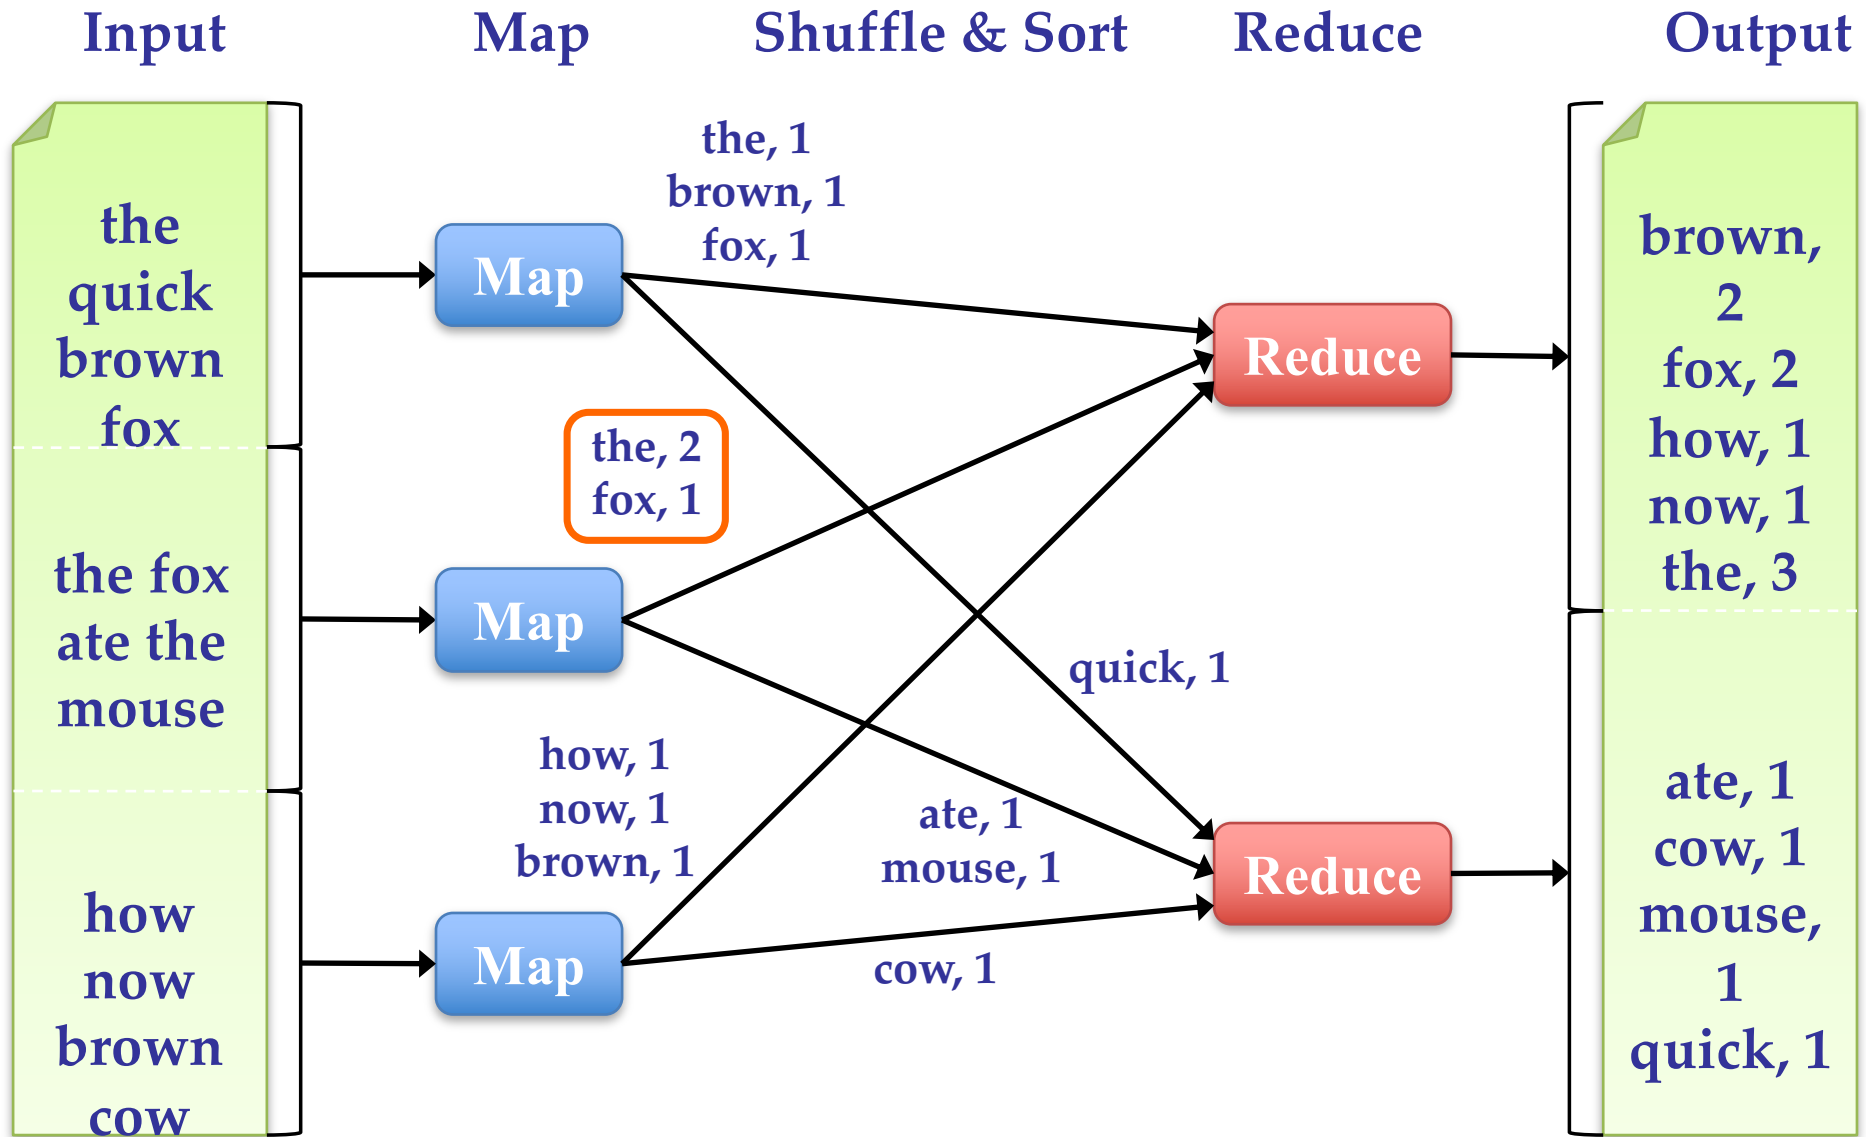 Input
Map
Shuffle & Sort
Reduce
Output
the
quick
brown
fox
the fox
ate the
mouse
how
now
brown
cow
Map
Map
Map
the, 1
brown, 1
fox, 1
the, 2
fox, 1
how, 1
now, 1
brown, 1
quick, 1
ate, 1
mouse, 1
cow, 1
Reduce
Reduce
brown,
2
fox, 2
how, 1
now, 1
the, 3
ate, 1
cow, 1
mouse,
1
quick, 1